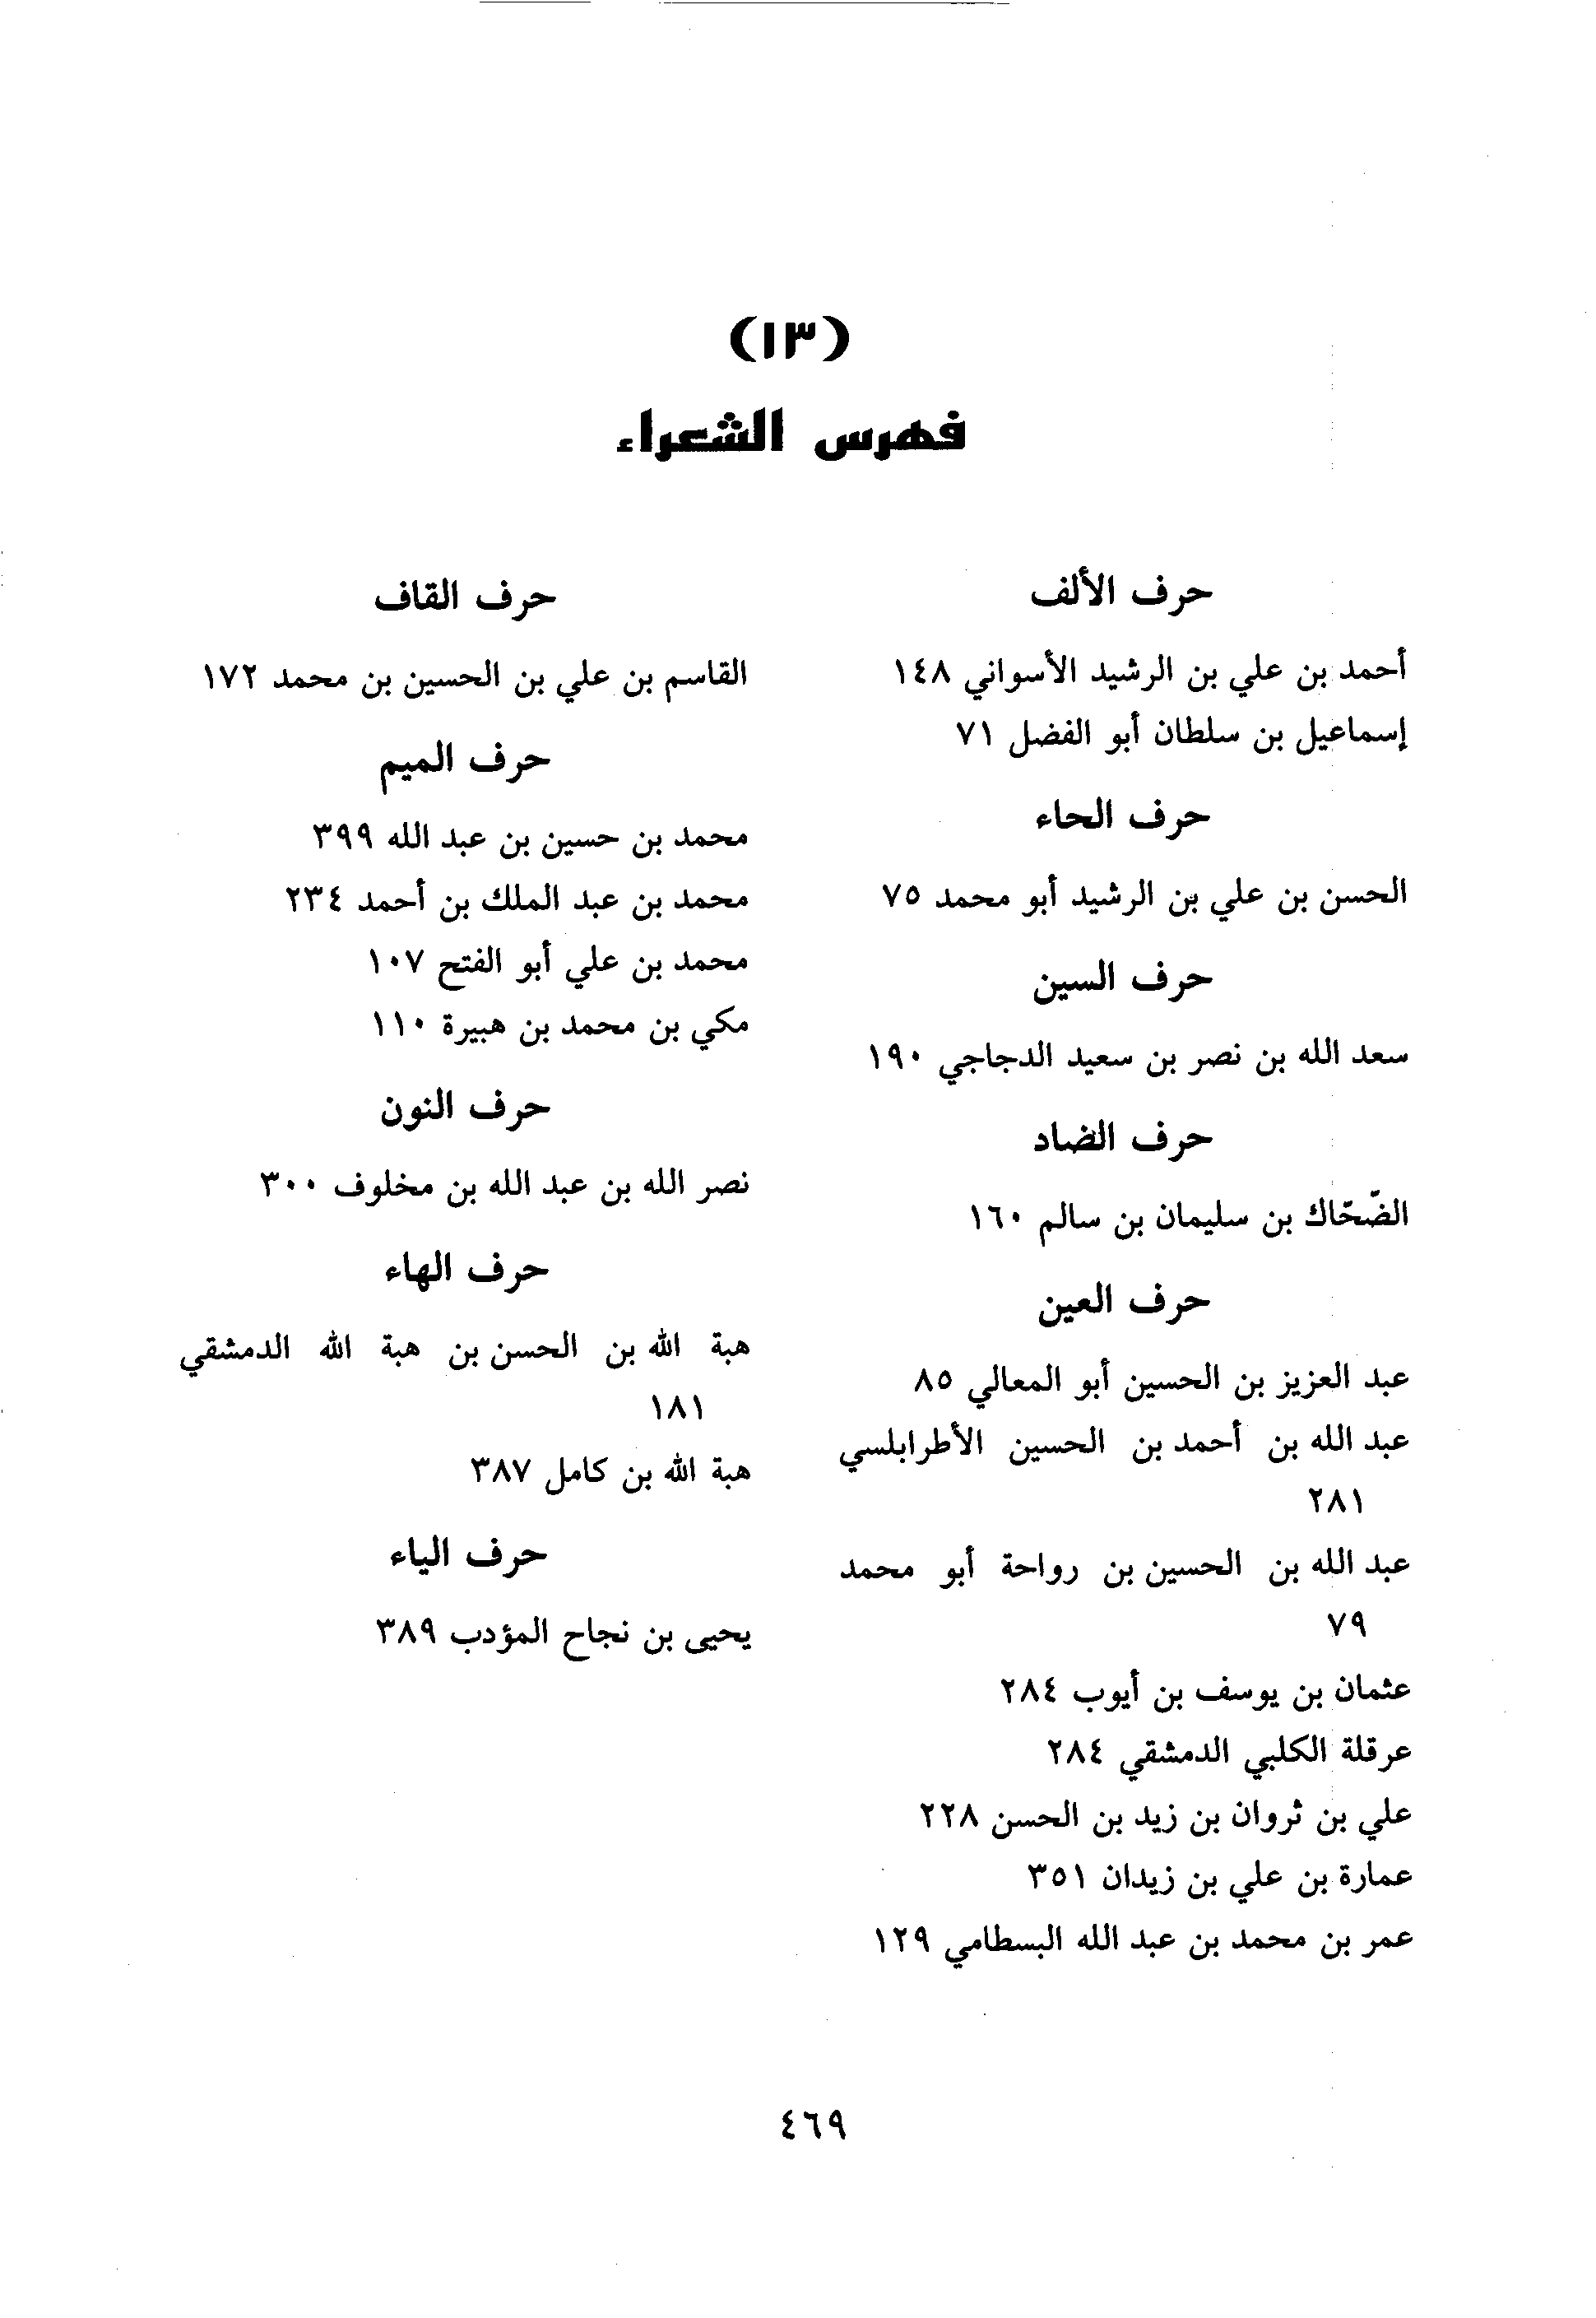 (١٣)
فهرس الشعراء
حرف الألف
أحمد بن علي بن الرشيد الأسواني ١٤٨
إسماعيل بن سلطان أبو الفضل ٧١
حرف الحاء
الحسن بن علي بن الرشيد أبو محمد ٧٥
حرف السين
سعد الله بن نصر بن سعيد الدجاجي ١٩٠
حرف الضاد
الضّحّاك بن سليمان بن سالم ١٦٠
حرف العين
عبد العزيز بن الحسين أبو المعالي ٨٥
عبد الله بن أحمد بن الحسين الأطرابلسي
٢٨١
عبد الله بن الحسين بن رواحة أبو محمد
٧٩
عثمان بن يوسف بن أيوب ٢٨٤
عرقلة الكلبي الدمشقي ٢٨٤
علي بن ثروان بن زيد بن الحسن ٢٢٨
عمارة بن علي بن زيدان ٣٥١
عمر بن محمد بن عبد الله البسطامي ١٢٩
حرف القاف
القاسم بن علي بن الحسين بن محمد ١٧٢
حرف الميم
محمد بن حسين بن عبد الله ٣٩٩
محمد بن عبد الملك بن أحمد ٢٣٤
محمد بن علي أبو الفتح ١٠٧
مكي بن محمد بن هبيرة ١١٠
حرف النون
نصر الله بن عبد الله بن مخلوف ٣٠٠
حرف الهاء
هبة الله بن الحسن بن هبة الله الدمشقي
١٨١
هبة الله بن كامل ٣٨٧
حرف الياء
يحيى بن نجاح المؤدب ٣٨٩
٤٦٩